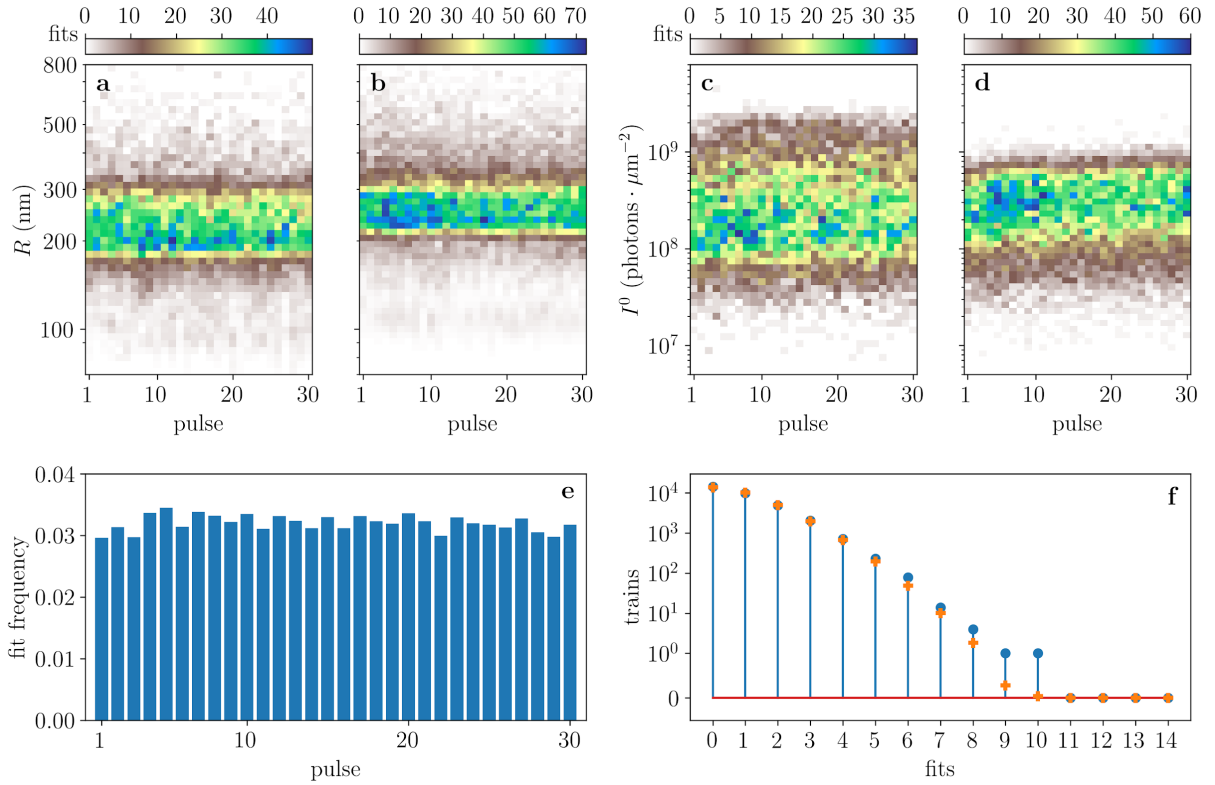 0 10 20 30 40
0 10 20 30 40 50 60 70
0 5 10 15 20 25 30 35
0 10 20 30 40 50 60
fits
fits
a
b
c
d
800
500
300
200
100
R (nm)
10⁹
10⁸
10⁷
I⁰ (photons · μm⁻²)
1 10 20 30
1 10 20 30
1 10 20 30
1 10 20 30
pulse
pulse
pulse
pulse
e
0.04
0.03
0.02
0.01
0.00
fit frequency
1 10 20 30
pulse
f
10⁴
10³
10²
10¹
10⁰
0
trains
0 1 2 3 4 5 6 7 8 9 10 11 12 13 14
fits